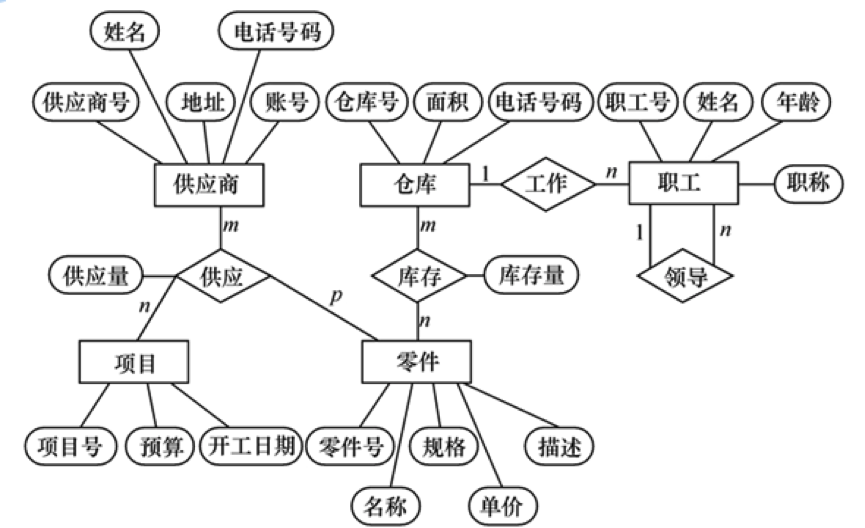 姓名
电话号码
供应商号
地址
账号
仓库号
面积
电话号码
职工号
姓名
年龄
供应商
仓库
1
工作
n
职工
职称
m
m
1
n
供应量
供应
库存
库存量
领导
n
p
n
项目
零件
项目号
预算
开工日期
零件号
规格
描述
名称
单价